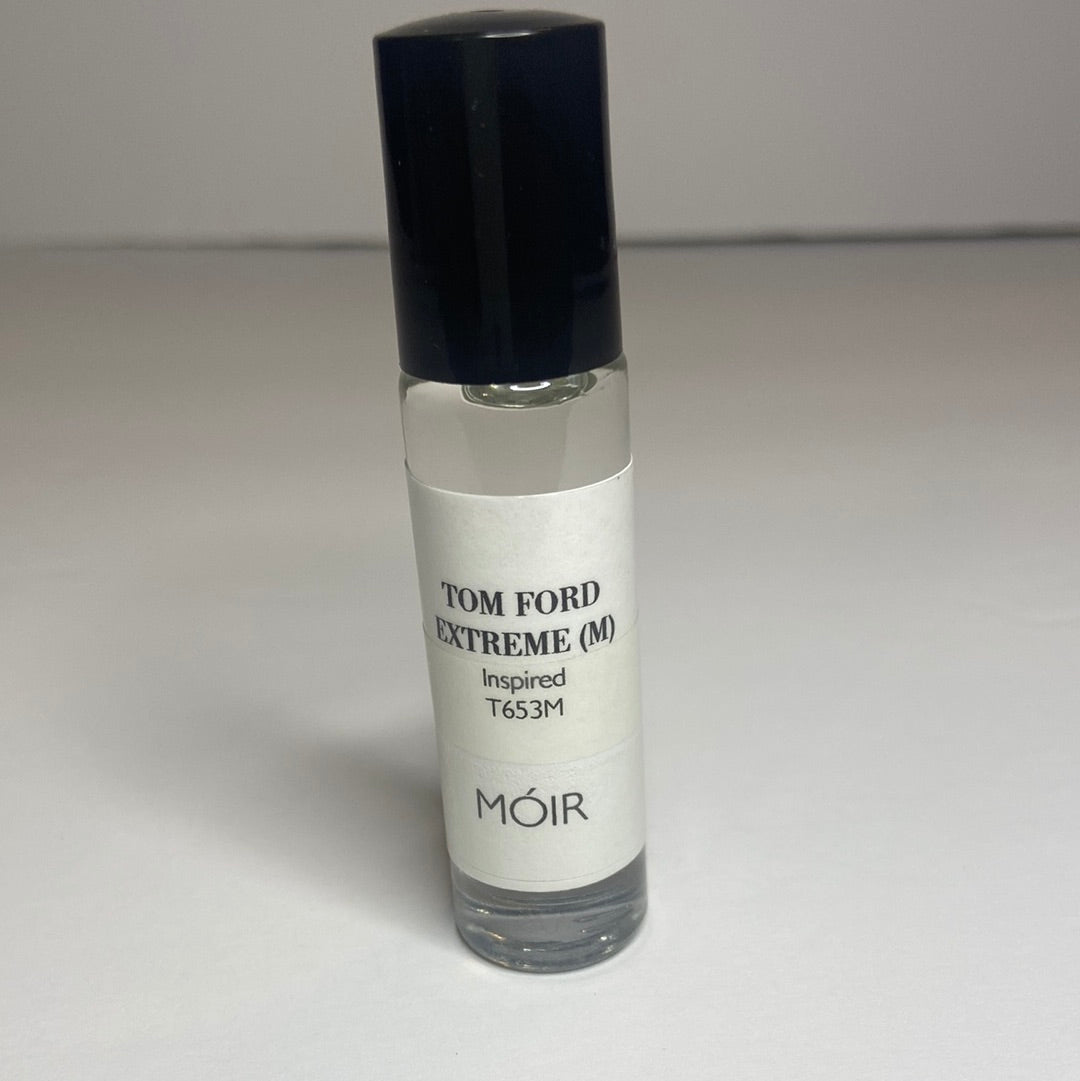 TOM FORD
EXTREME (M)
Inspired
T653M
MÓIR